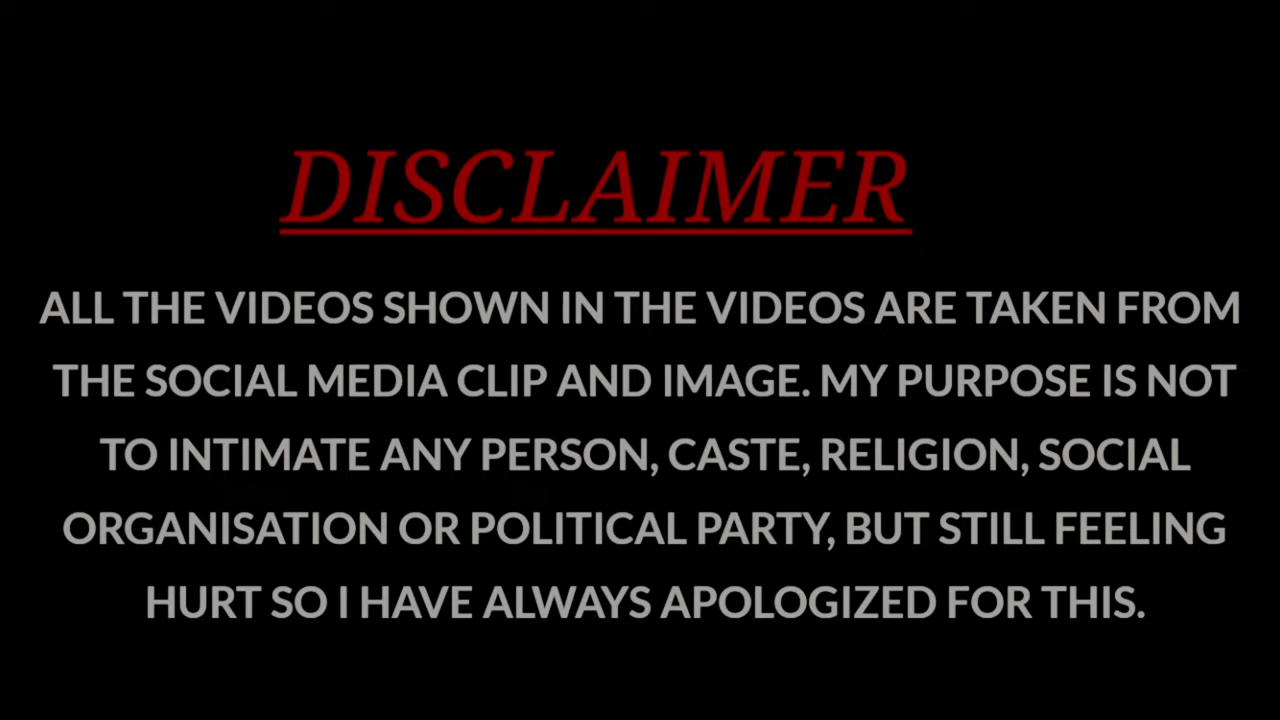 DISCLAIMER
ALL THE VIDEOS SHOWN IN THE VIDEOS ARE TAKEN FROM
THE SOCIAL MEDIA CLIP AND IMAGE. MY PURPOSE IS NOT
TO INTIMATE ANY PERSON, CASTE, RELIGION, SOCIAL
ORGANISATION OR POLITICAL PARTY, BUT STILL FEELING
HURT SO I HAVE ALWAYS APOLOGIZED FOR THIS.